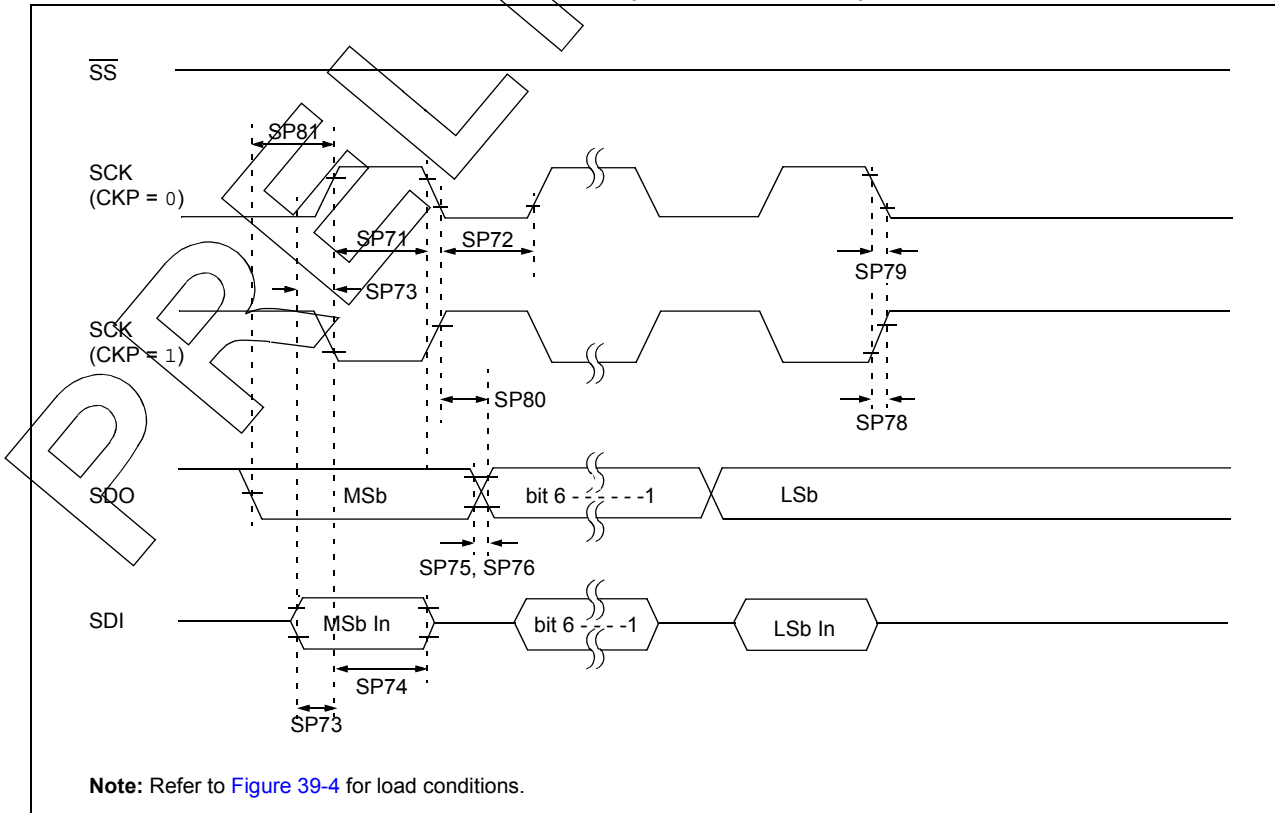 SS
SP81
SCK
(CKP = 0)
SP71
SP72
SP79
SP73
SCK
(CKP = 1)
SP80
SP78
SDO
MSb
bit 6 - - - - - -1
LSb
SP75, SP76
SDI
MSb In
bit 6 - - - -1
LSb In
SP74
SP73
Note: Refer to Figure 39-4 for load conditions.
PREL